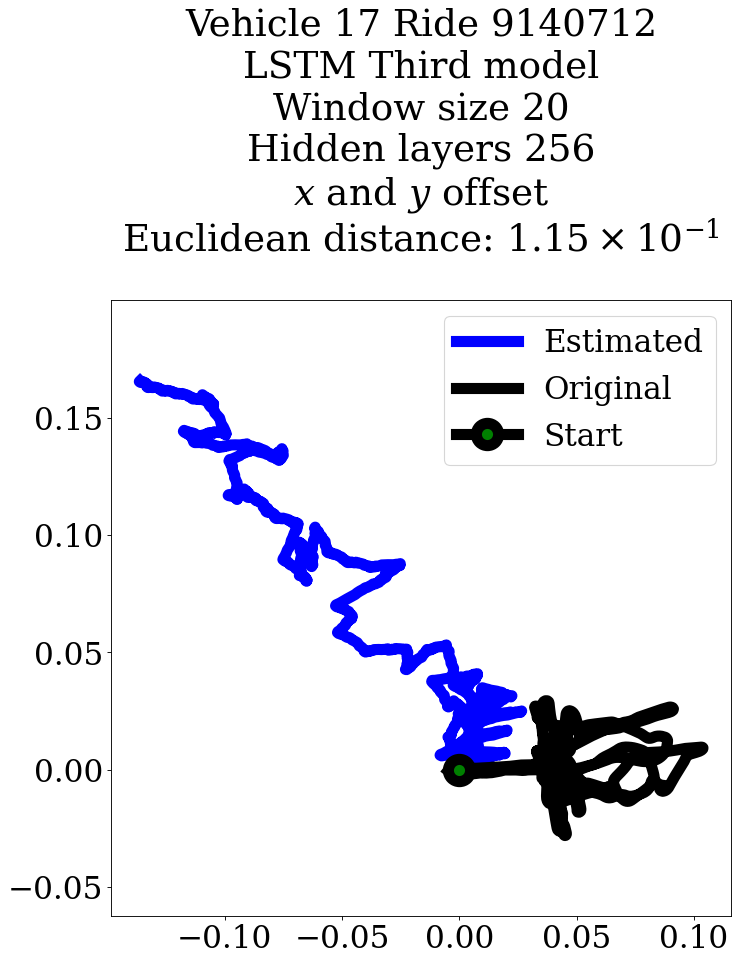 Vehicle 17 Ride 9140712
LSTM Third model
Window size 20
Hidden layers 256
x and y offset
Euclidean distance: 1.15 × 10⁻¹
Estimated
Original
Start
0.15
0.10
0.05
0.00
−0.05
−0.10 −0.05 0.00 0.05 0.10